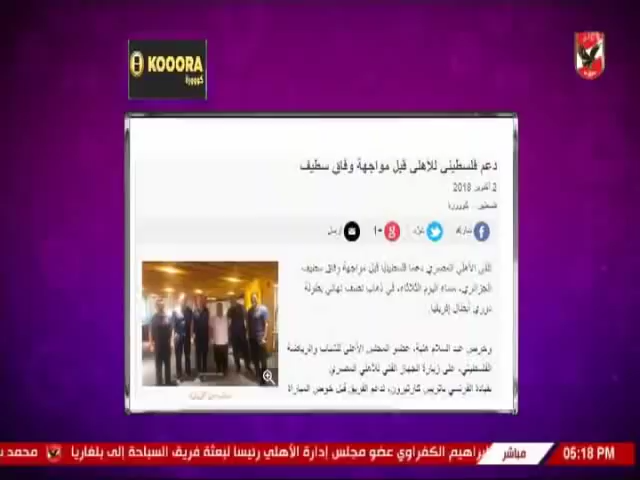 KOOORA
كووورة
دعم فلسطيني للأهلي قبل مواجهة وفاق سطيف
2 أكتوبر 2018
فلسطين - كووورة
شارك
غرّد
+1
ارسل
تلقى الأهلي المصري دعما فلسطينيا قبل مواجهة وفاق سطيف
الجزائري، مساء اليوم الثلاثاء، في ذهاب نصف نهائي بطولة
دوري أبطال إفريقيا.
وحرص عبد السلام هنية، عضو المجلس الأعلى للشباب والرياضة
الفلسطيني، على زيارة الجهاز الفني للأهلي المصري
بقيادة الفرنسي باتريس كارتيرون، لدعم الفريق قبل خوض المباراة
05:18 PM
مباشر
إبراهيم الكفراوي عضو مجلس إدارة الأهلي رئيسا لبعثة فريق السباحة إلى بلغاريا
محمد